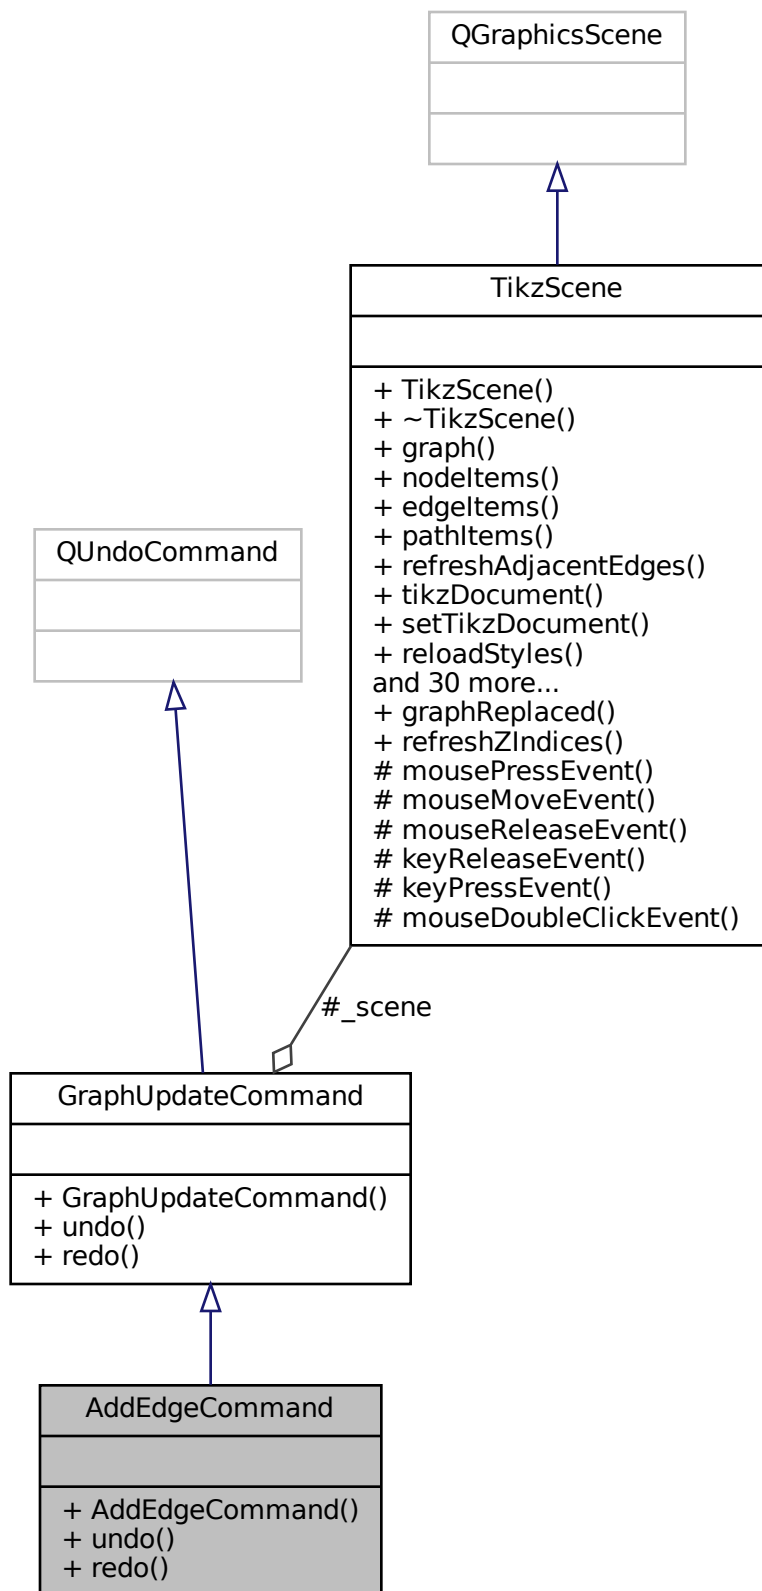 QGraphicsScene
TikzScene
+ TikzScene()
+ ~TikzScene()
+ graph()
+ nodeItems()
+ edgeItems()
+ pathItems()
+ refreshAdjacentEdges()
+ tikzDocument()
+ setTikzDocument()
+ reloadStyles()
and 30 more...
+ graphReplaced()
+ refreshZIndices()
# mousePressEvent()
# mouseMoveEvent()
# mouseReleaseEvent()
# keyReleaseEvent()
# keyPressEvent()
# mouseDoubleClickEvent()
QUndoCommand
#_scene
GraphUpdateCommand
+ GraphUpdateCommand()
+ undo()
+ redo()
AddEdgeCommand
+ AddEdgeCommand()
+ undo()
+ redo()